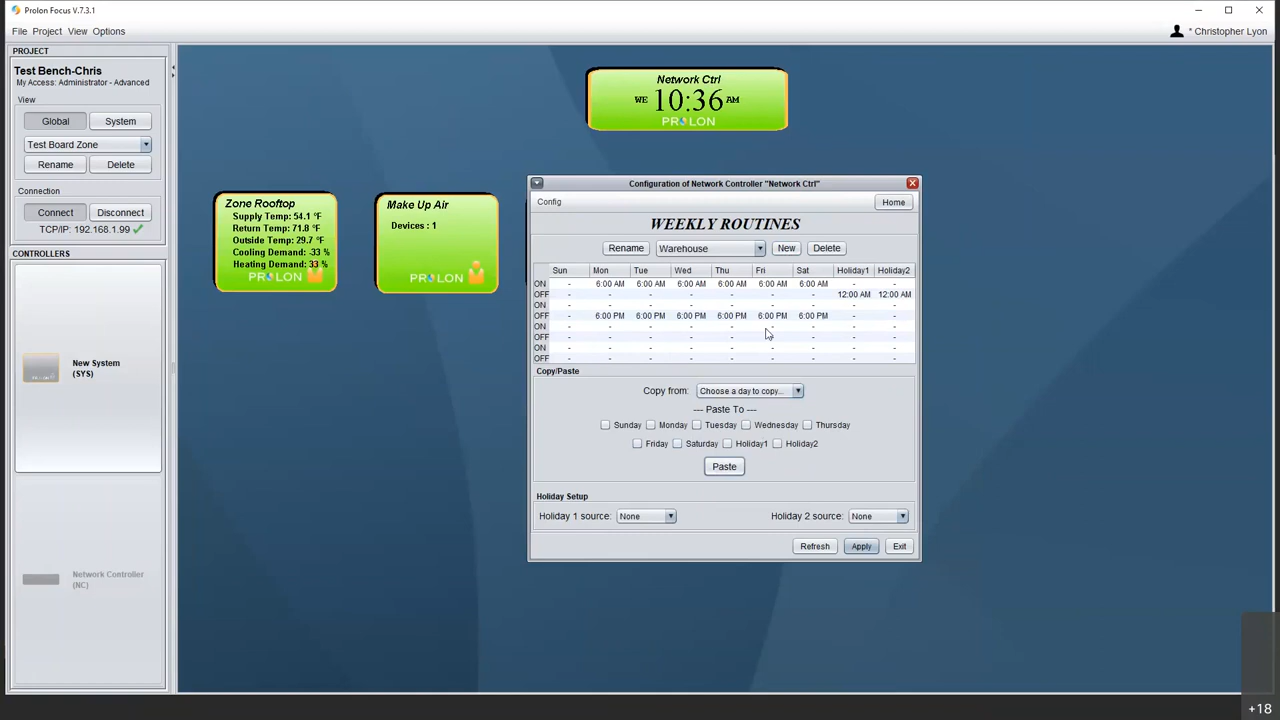 Prolon Focus V.7.3.1
File Project View Options
* Christopher Lyon
PROJECT
Test Bench-Chris
My Access: Administrator - Advanced
View
Global System
Test Board Zone
Rename Delete
Connection
Connect Disconnect
TCP/IP: 192.168.1.99
CONTROLLERS
New System
(SYS)
Network Controller
(NC)
Network Ctrl
WE 10:36 AM
PROLON
Zone Rooftop
Supply Temp: 54.1 °F
Return Temp: 71.8 °F
Outside Temp: 29.7 °F
Cooling Demand: -33 %
Heating Demand: 33 %
PROLON
Make Up Air
Devices : 1
PROLON
Configuration of Network Controller "Network Ctrl"
Config Home
WEEKLY ROUTINES
Rename Warehouse New Delete
Sun Mon Tue Wed Thu Fri Sat Holiday1 Holiday2
ON - 6:00 AM 6:00 AM 6:00 AM 6:00 AM 6:00 AM 6:00 AM - -
OFF - - - - - - - 12:00 AM 12:00 AM
ON - - - - - - - - -
OFF - 6:00 PM 6:00 PM 6:00 PM 6:00 PM 6:00 PM 6:00 PM - -
ON - - - - - - - - -
OFF - - - - - - - - -
ON - - - - - - - - -
OFF - - - - - - - - -
Copy/Paste
Copy from: Choose a day to copy...
--- Paste To ---
Sunday Monday Tuesday Wednesday Thursday
Friday Saturday Holiday1 Holiday2
Paste
Holiday Setup
Holiday 1 source: None Holiday 2 source: None
Refresh Apply Exit
+18